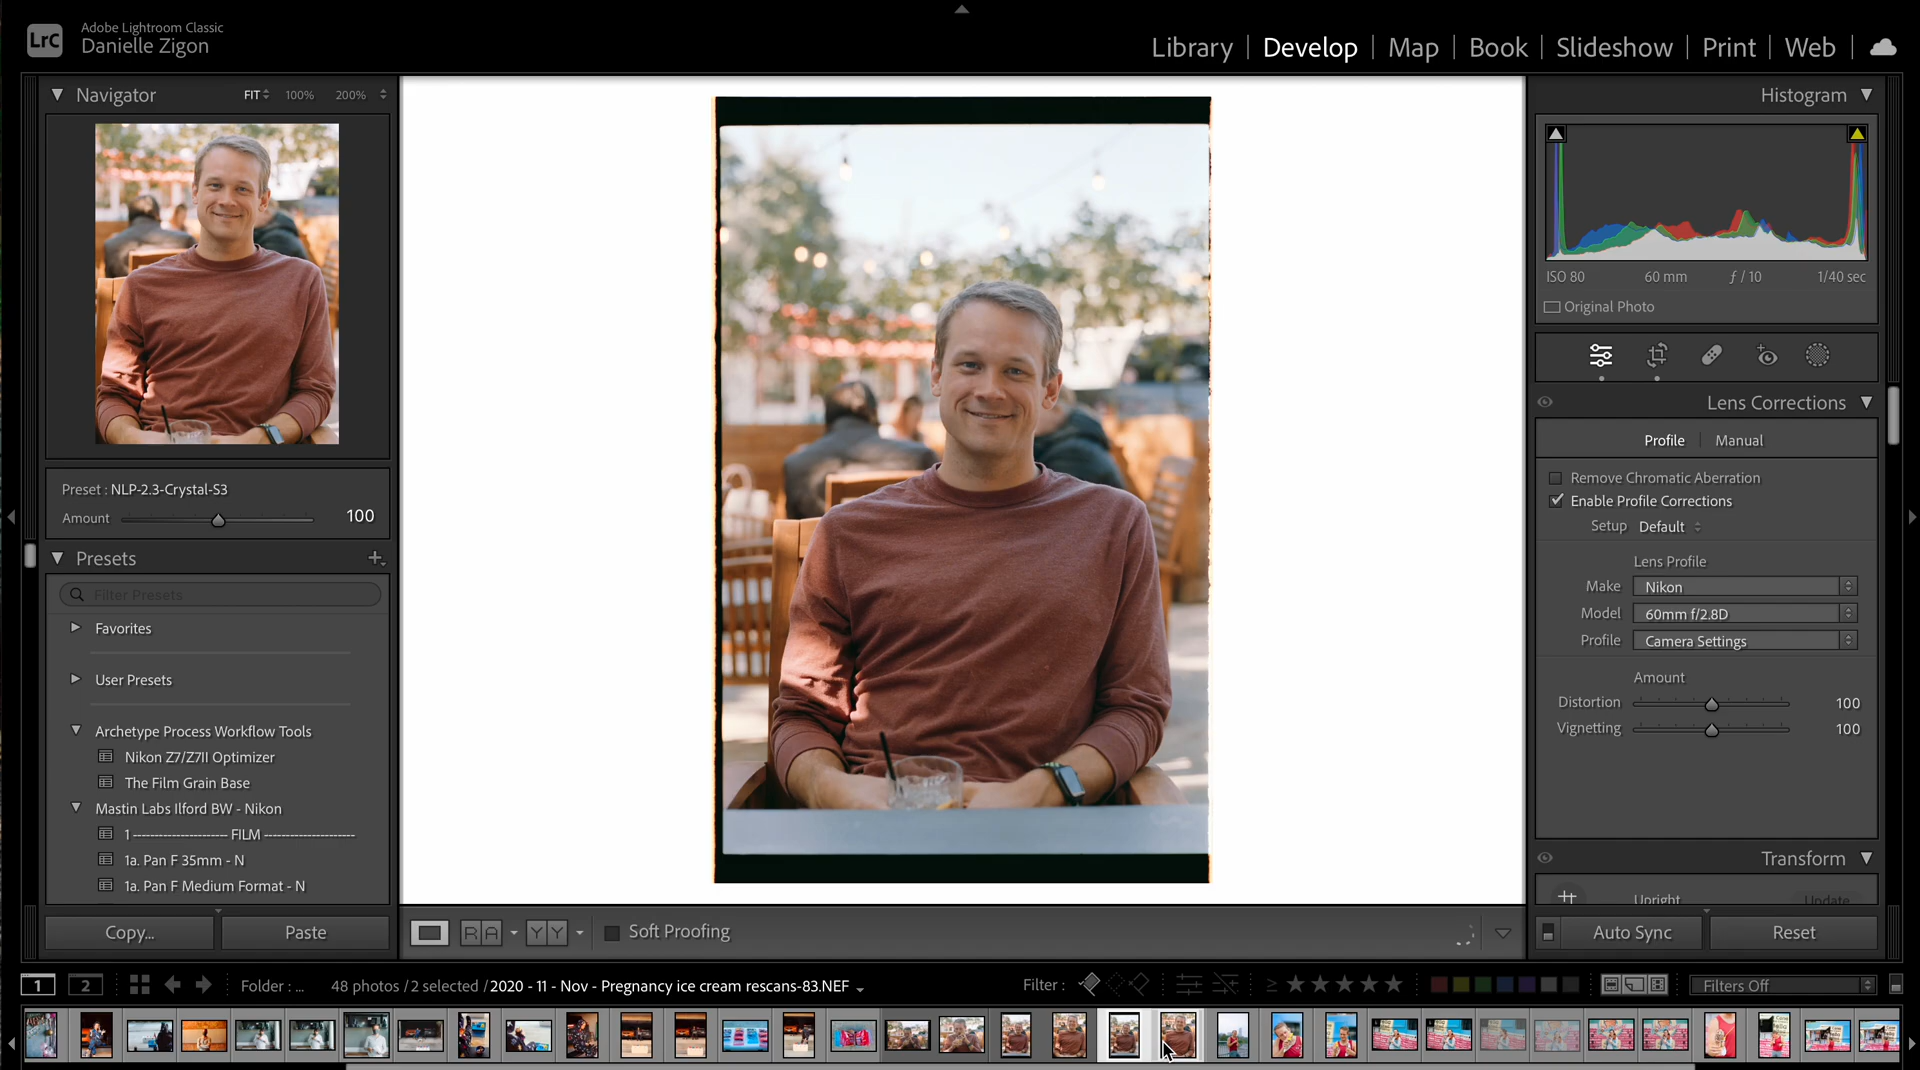 LrC
Adobe Lightroom Classic
Danielle Zigon
Library | Develop | Map | Book | Slideshow | Print | Web
Navigator FIT 100% 200%
Preset : NLP-2.3-Crystal-S3
Amount 100
Presets
Filter Presets
Favorites
User Presets
Archetype Process Workflow Tools
Nikon Z7/Z7II Optimizer
The Film Grain Base
Mastin Labs Ilford BW - Nikon
1 ---------------------- FILM ---------------------
1a. Pan F 35mm - N
1a. Pan F Medium Format - N
Copy... Paste
R A Y Y Soft Proofing
Histogram
ISO 80 60 mm ƒ / 10 1/40 sec
Original Photo
Lens Corrections
Profile | Manual
Remove Chromatic Aberration
Enable Profile Corrections
Setup Default
Lens Profile
Make Nikon
Model 60mm f/2.8D
Profile Camera Settings
Amount
Distortion 100
Vignetting 100
Transform
Upright Update
Auto Sync Reset
1 2 Folder : ... 48 photos / 2 selected / 2020 - 11 - Nov - Pregnancy ice cream rescans-83.NEF Filter : ≥ Filters Off